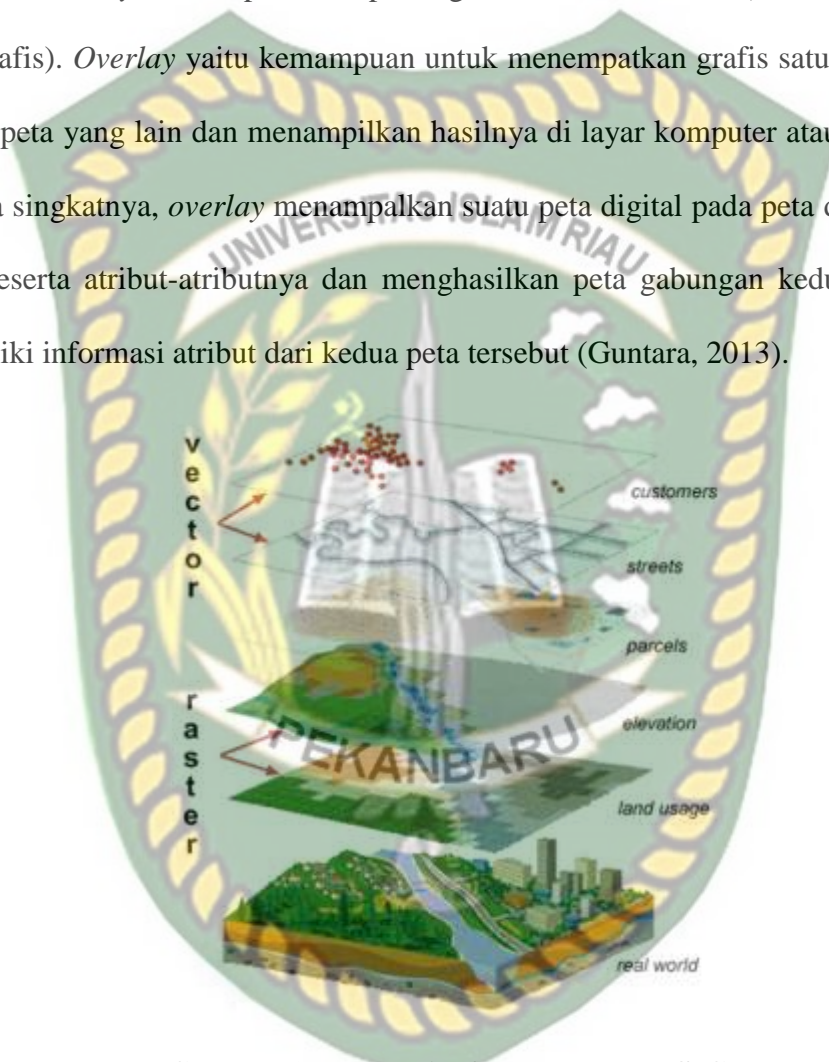 afis). Overlay yaitu kemampuan untuk menempatkan grafis satu
peta yang lain dan menampilkan hasilnya di layar komputer atau
singkatnya, overlay menampalkan suatu peta digital pada peta
eserta atribut-atributnya dan menghasilkan peta gabungan kedu
iki informasi atribut dari kedua peta tersebut (Guntara, 2013).
UNIVERSITAS ISLAM RIAU
vector
customers
streets
parcels
raster
elevation
land usage
real world
PEKANBARU